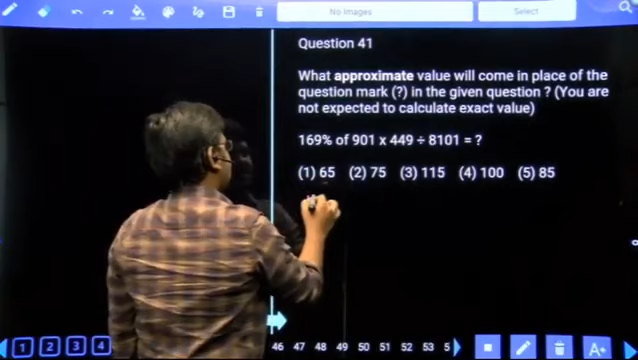 No Images
Select
Question 41
What approximate value will come in place of the
question mark (?) in the given question ? (You are
not expected to calculate exact value)
169% of 901 x 449 ÷ 8101 = ?
(1) 65 (2) 75 (3) 115 (4) 100 (5) 85
1 2 3 4 46 47 48 49 50 51 52 53 5 A+